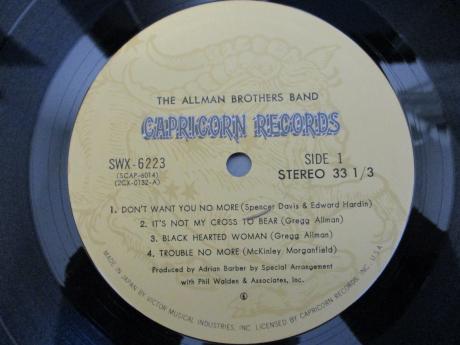 THE ALLMAN BROTHERS BAND
CAPRICORN RECORDS
SWX-6223
(SCAP-6014)
(2CX-0132-A)
SIDE 1
STEREO 33 1/3
1. DON'T WANT YOU NO MORE (Spencer Davis & Edward Hardin)
2. IT'S NOT MY CROSS TO BEAR (Gregg Allman)
3. BLACK HEARTED WOMAN (Gregg Allman)
4. TROUBLE NO MORE (McKinley Morganfield)
Produced by Adrian Barber by Special Arrangement
with Phil Walden & Associates, Inc.
MADE IN JAPAN BY VICTOR MUSICAL INDUSTRIES, INC. LICENSED BY CAPRICORN RECORDS, INC., U.S.A.